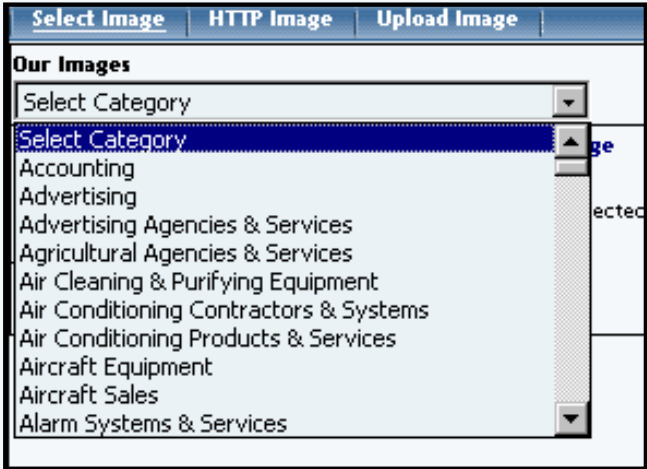 Select Image HTTP Image Upload Image
Our Images
Select Category
Select Category
Accounting
Advertising
Advertising Agencies & Services
Agricultural Agencies & Services
Air Cleaning & Purifying Equipment
Air Conditioning Contractors & Systems
Air Conditioning Products & Services
Aircraft Equipment
Aircraft Sales
Alarm Systems & Services
ge
ected